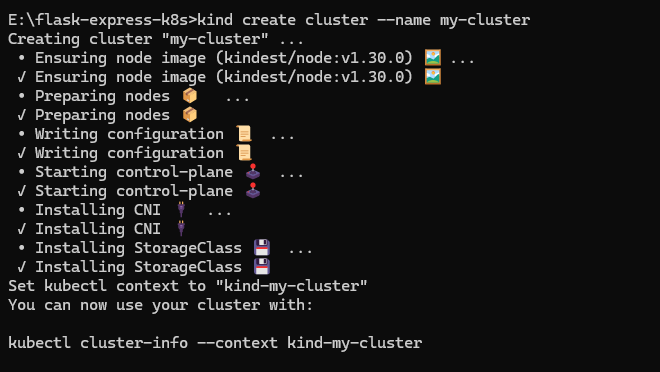 E:\flask-express-k8s>kind create cluster --name my-cluster
Creating cluster "my-cluster" ...
• Ensuring node image (kindest/node:v1.30.0) 🖼 ...
✓ Ensuring node image (kindest/node:v1.30.0) 🖼
• Preparing nodes 📦 ...
✓ Preparing nodes 📦
• Writing configuration 📜 ...
✓ Writing configuration 📜
• Starting control-plane 🕹 ...
✓ Starting control-plane 🕹
• Installing CNI 🔌 ...
✓ Installing CNI 🔌
• Installing StorageClass 💾 ...
✓ Installing StorageClass 💾
Set kubectl context to "kind-my-cluster"
You can now use your cluster with:

kubectl cluster-info --context kind-my-cluster